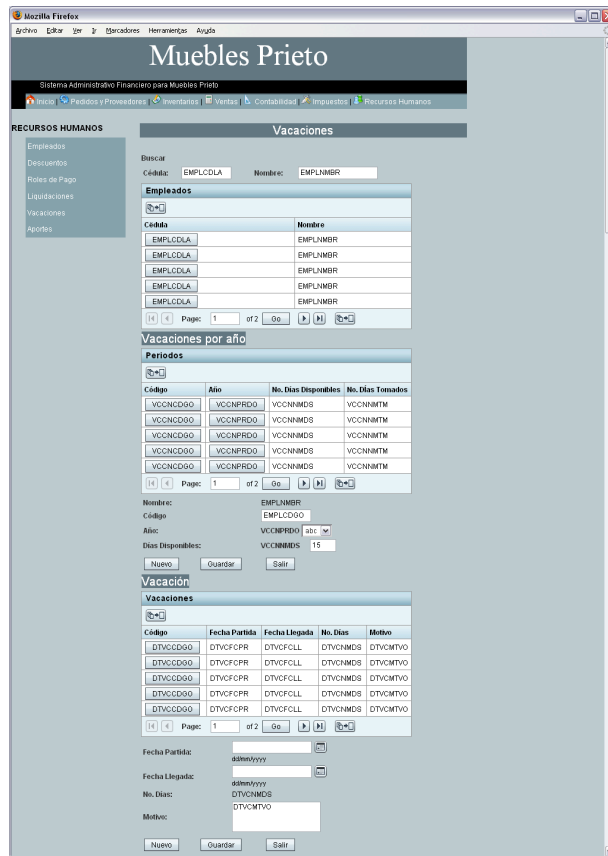 Mozilla Firefox
Archivo Editar Ver Ir Marcadores Herramientas Ayuda
Muebles Prieto
Sistema Administrativo Financiero para Muebles Prieto
Inicio | Pedidos y Proveedores | Inventarios | Ventas | Contabilidad | Impuestos | Recursos Humanos
RECURSOS HUMANOS
Empleados
Descuentos
Roles de Pago
Liquidaciones
Vacaciones
Aportes
Vacaciones
Buscar
Cédula: EMPLCDLA Nombre: EMPLNMBR
Empleados
Cédula Nombre
EMPLCDLA EMPLNMBR
EMPLCDLA EMPLNMBR
EMPLCDLA EMPLNMBR
EMPLCDLA EMPLNMBR
EMPLCDLA EMPLNMBR
Page: 1 of 2 Go
Vacaciones por año
Periodos
Código Año No. Días Disponibles No. Días Tomados
VCCNCDGO VCCNPRDO VCCNNMDS VCCNNMTM
VCCNCDGO VCCNPRDO VCCNNMDS VCCNNMTM
VCCNCDGO VCCNPRDO VCCNNMDS VCCNNMTM
VCCNCDGO VCCNPRDO VCCNNMDS VCCNNMTM
VCCNCDGO VCCNPRDO VCCNNMDS VCCNNMTM
Page: 1 of 2 Go
Nombre: EMPLNMBR
Código EMPLCDGO
Año: VCCNPRDO abc
Días Disponibles: VCCNNMDS 15
Nuevo Guardar Salir
Vacación
Vacaciones
Código Fecha Partida Fecha Llegada No. Días Motivo
DTVCCDGO DTVCFCPR DTVCFCLL DTVCNMDS DTVCMTVO
DTVCCDGO DTVCFCPR DTVCFCLL DTVCNMDS DTVCMTVO
DTVCCDGO DTVCFCPR DTVCFCLL DTVCNMDS DTVCMTVO
DTVCCDGO DTVCFCPR DTVCFCLL DTVCNMDS DTVCMTVO
DTVCCDGO DTVCFCPR DTVCFCLL DTVCNMDS DTVCMTVO
Page: 1 of 2 Go
Fecha Partida:
dd/mm/yyyy
Fecha Llegada:
dd/mm/yyyy
No. Días: DTVCNMDS
Motivo: DTVCMTVO
Nuevo Guardar Salir